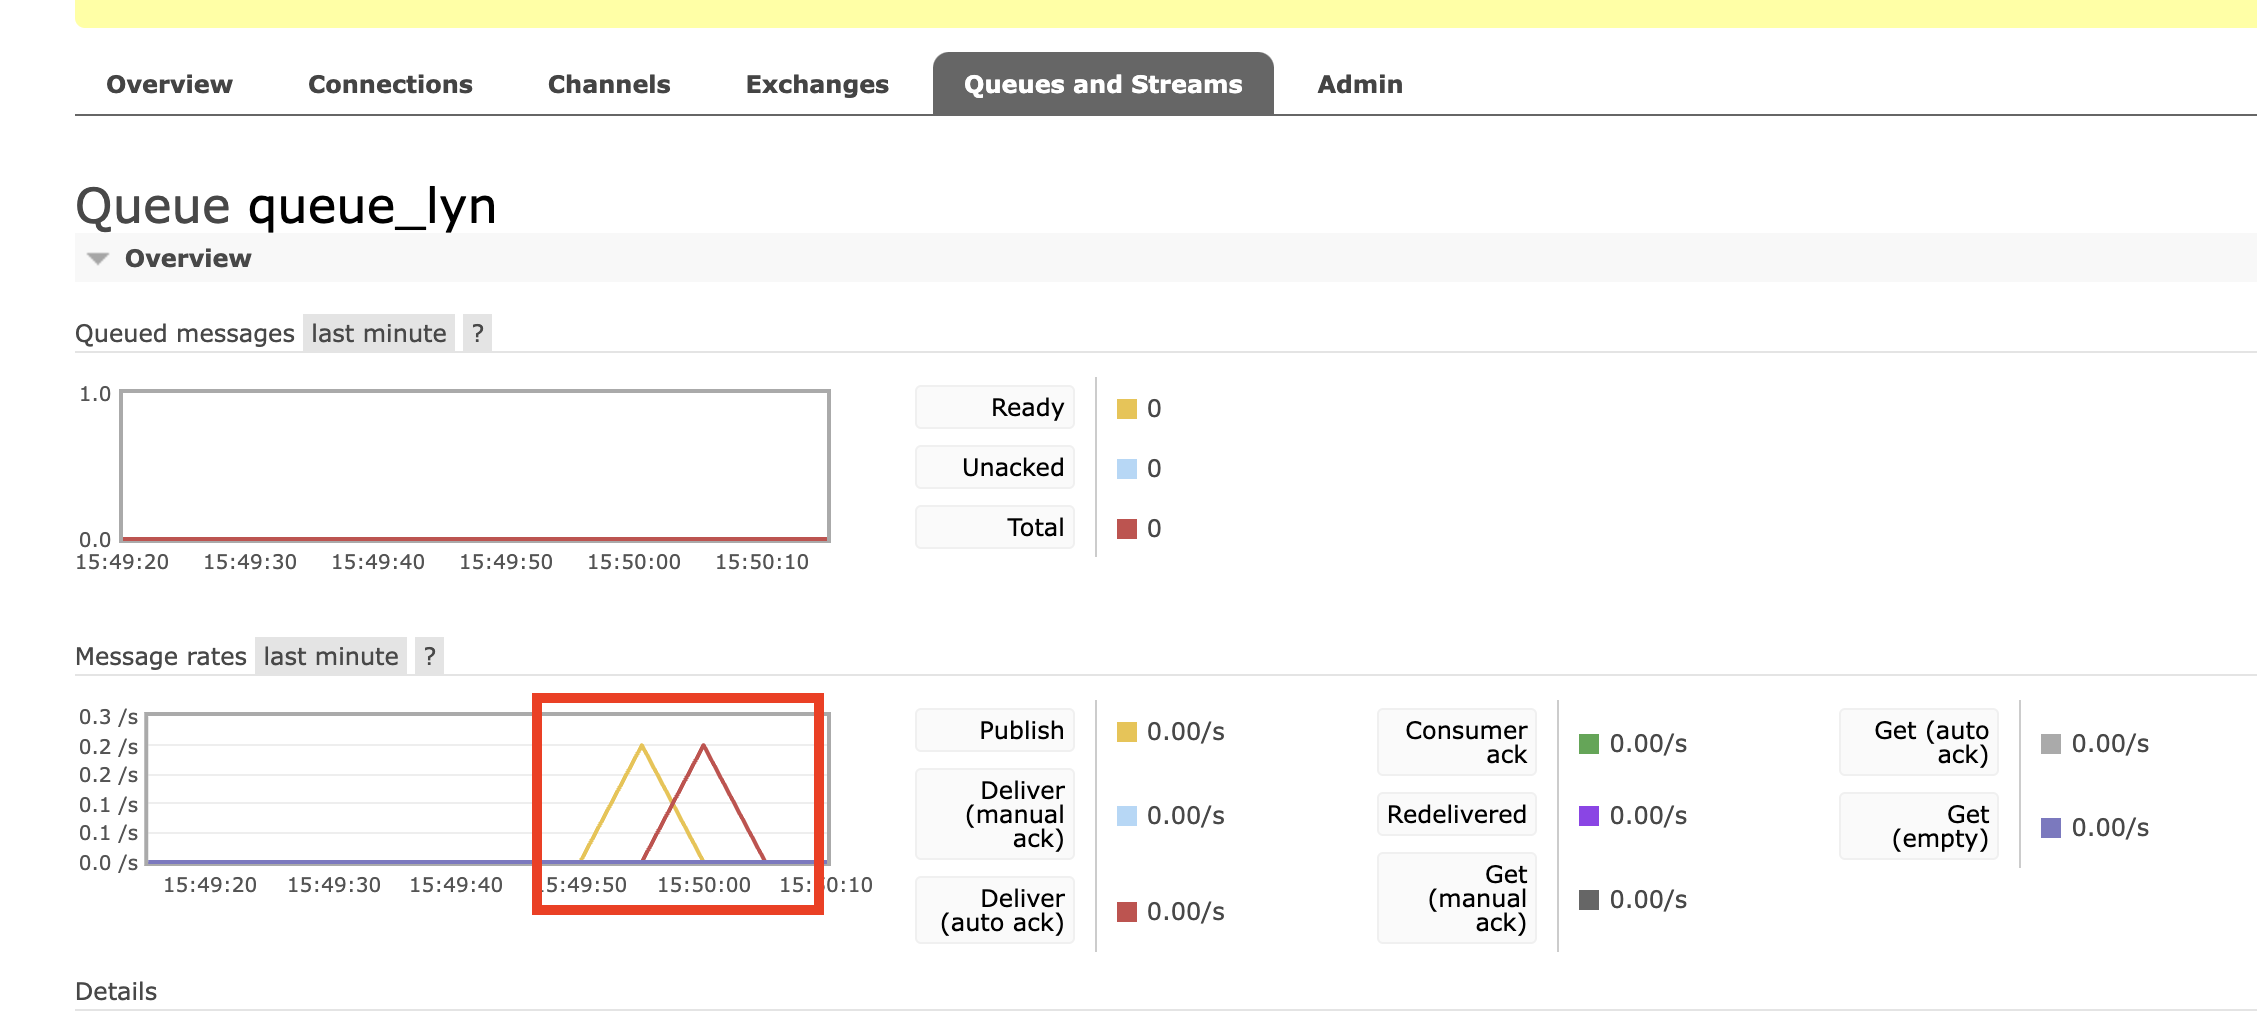 Overview Connections Channels Exchanges Queues and Streams Admin
Queue queue_lyn
Overview
Queued messages last minute ?
1.0
0.0
15:49:20 15:49:30 15:49:40 15:49:50 15:50:00 15:50:10
Ready 0
Unacked 0
Total 0
Message rates last minute ?
0.3 /s
0.2 /s
0.2 /s
0.1 /s
0.1 /s
0.0 /s
15:49:20 15:49:30 15:49:40 15:49:50 15:50:00 15:50:10
Publish 0.00/s
Deliver
(manual
ack) 0.00/s
Deliver
(auto ack) 0.00/s
Consumer
ack 0.00/s
Redelivered 0.00/s
Get
(manual
ack) 0.00/s
Get (auto
ack) 0.00/s
Get
(empty) 0.00/s
Details